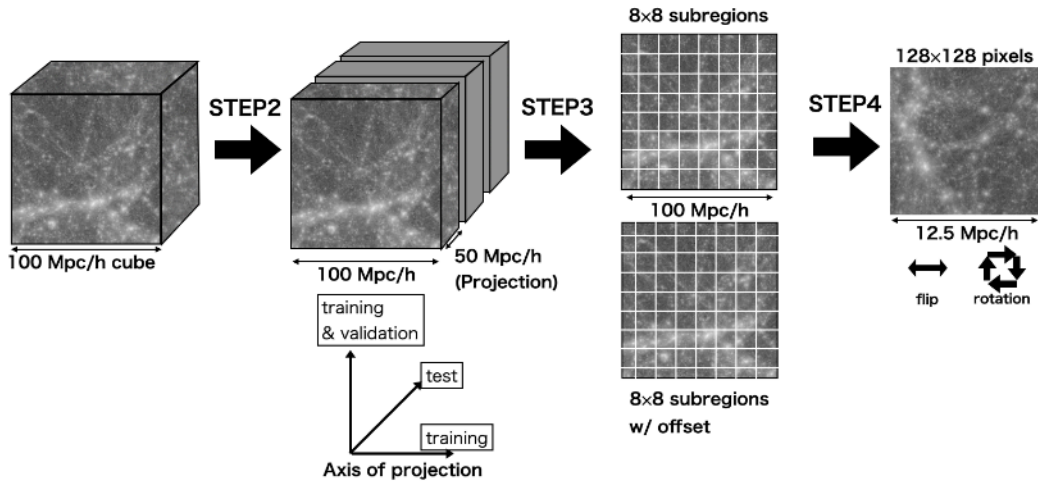 8×8 subregions
128×128 pixels
STEP2
STEP3
STEP4
100 Mpc/h cube
100 Mpc/h
50 Mpc/h
(Projection)
100 Mpc/h
12.5 Mpc/h
flip
rotation
training
& validation
test
training
Axis of projection
8×8 subregions
w/ offset